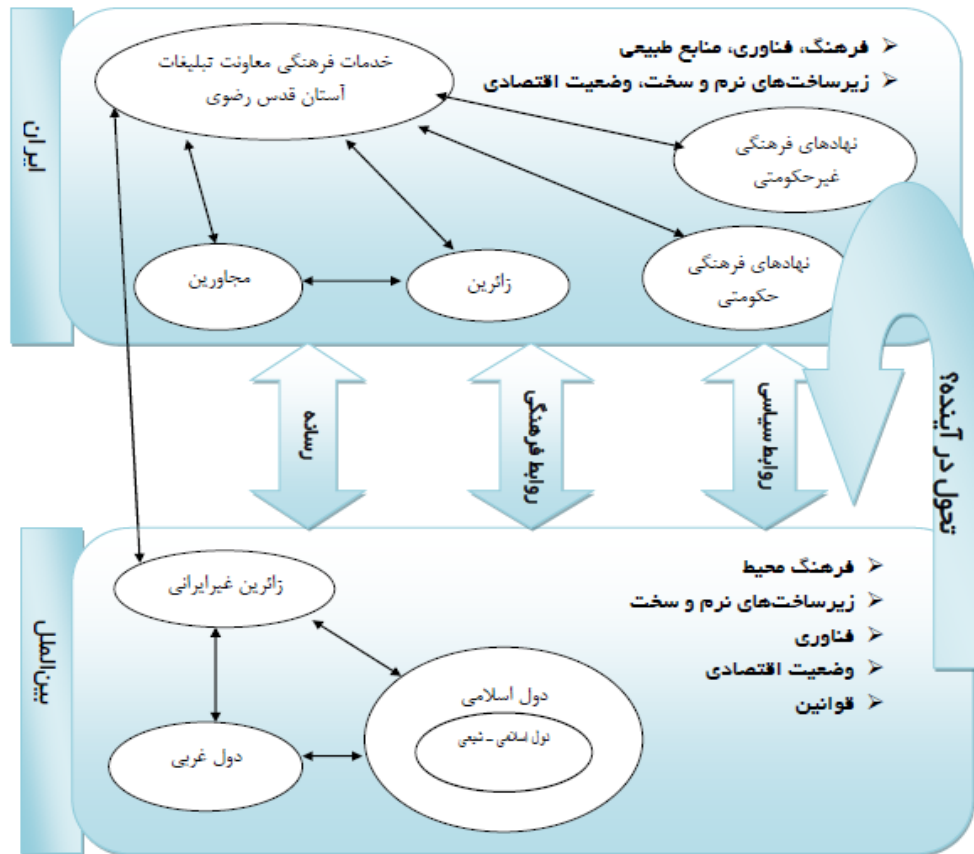 ایران
➢ فرهنگ، فناوری، منابع طبیعی
➢ زیرساخت‌های نرم و سخت، وضعیت اقتصادی
خدمات فرهنگی معاونت تبلیغات
آستان قدس رضوی
نهادهای فرهنگی
غیرحکومتی
نهادهای فرهنگی
حکومتی
زائرین
مجاورین
تحول در آینده؟
روابط سیاسی
روابط فرهنگی
رسانه
بین‌الملل
➢ فرهنگ محیط
➢ زیرساخت‌های نرم و سخت
➢ فناوری
➢ وضعیت اقتصادی
➢ قوانین
زائرین غیرایرانی
دول اسلامی
دول اسلامی - شیعی
دول غربی